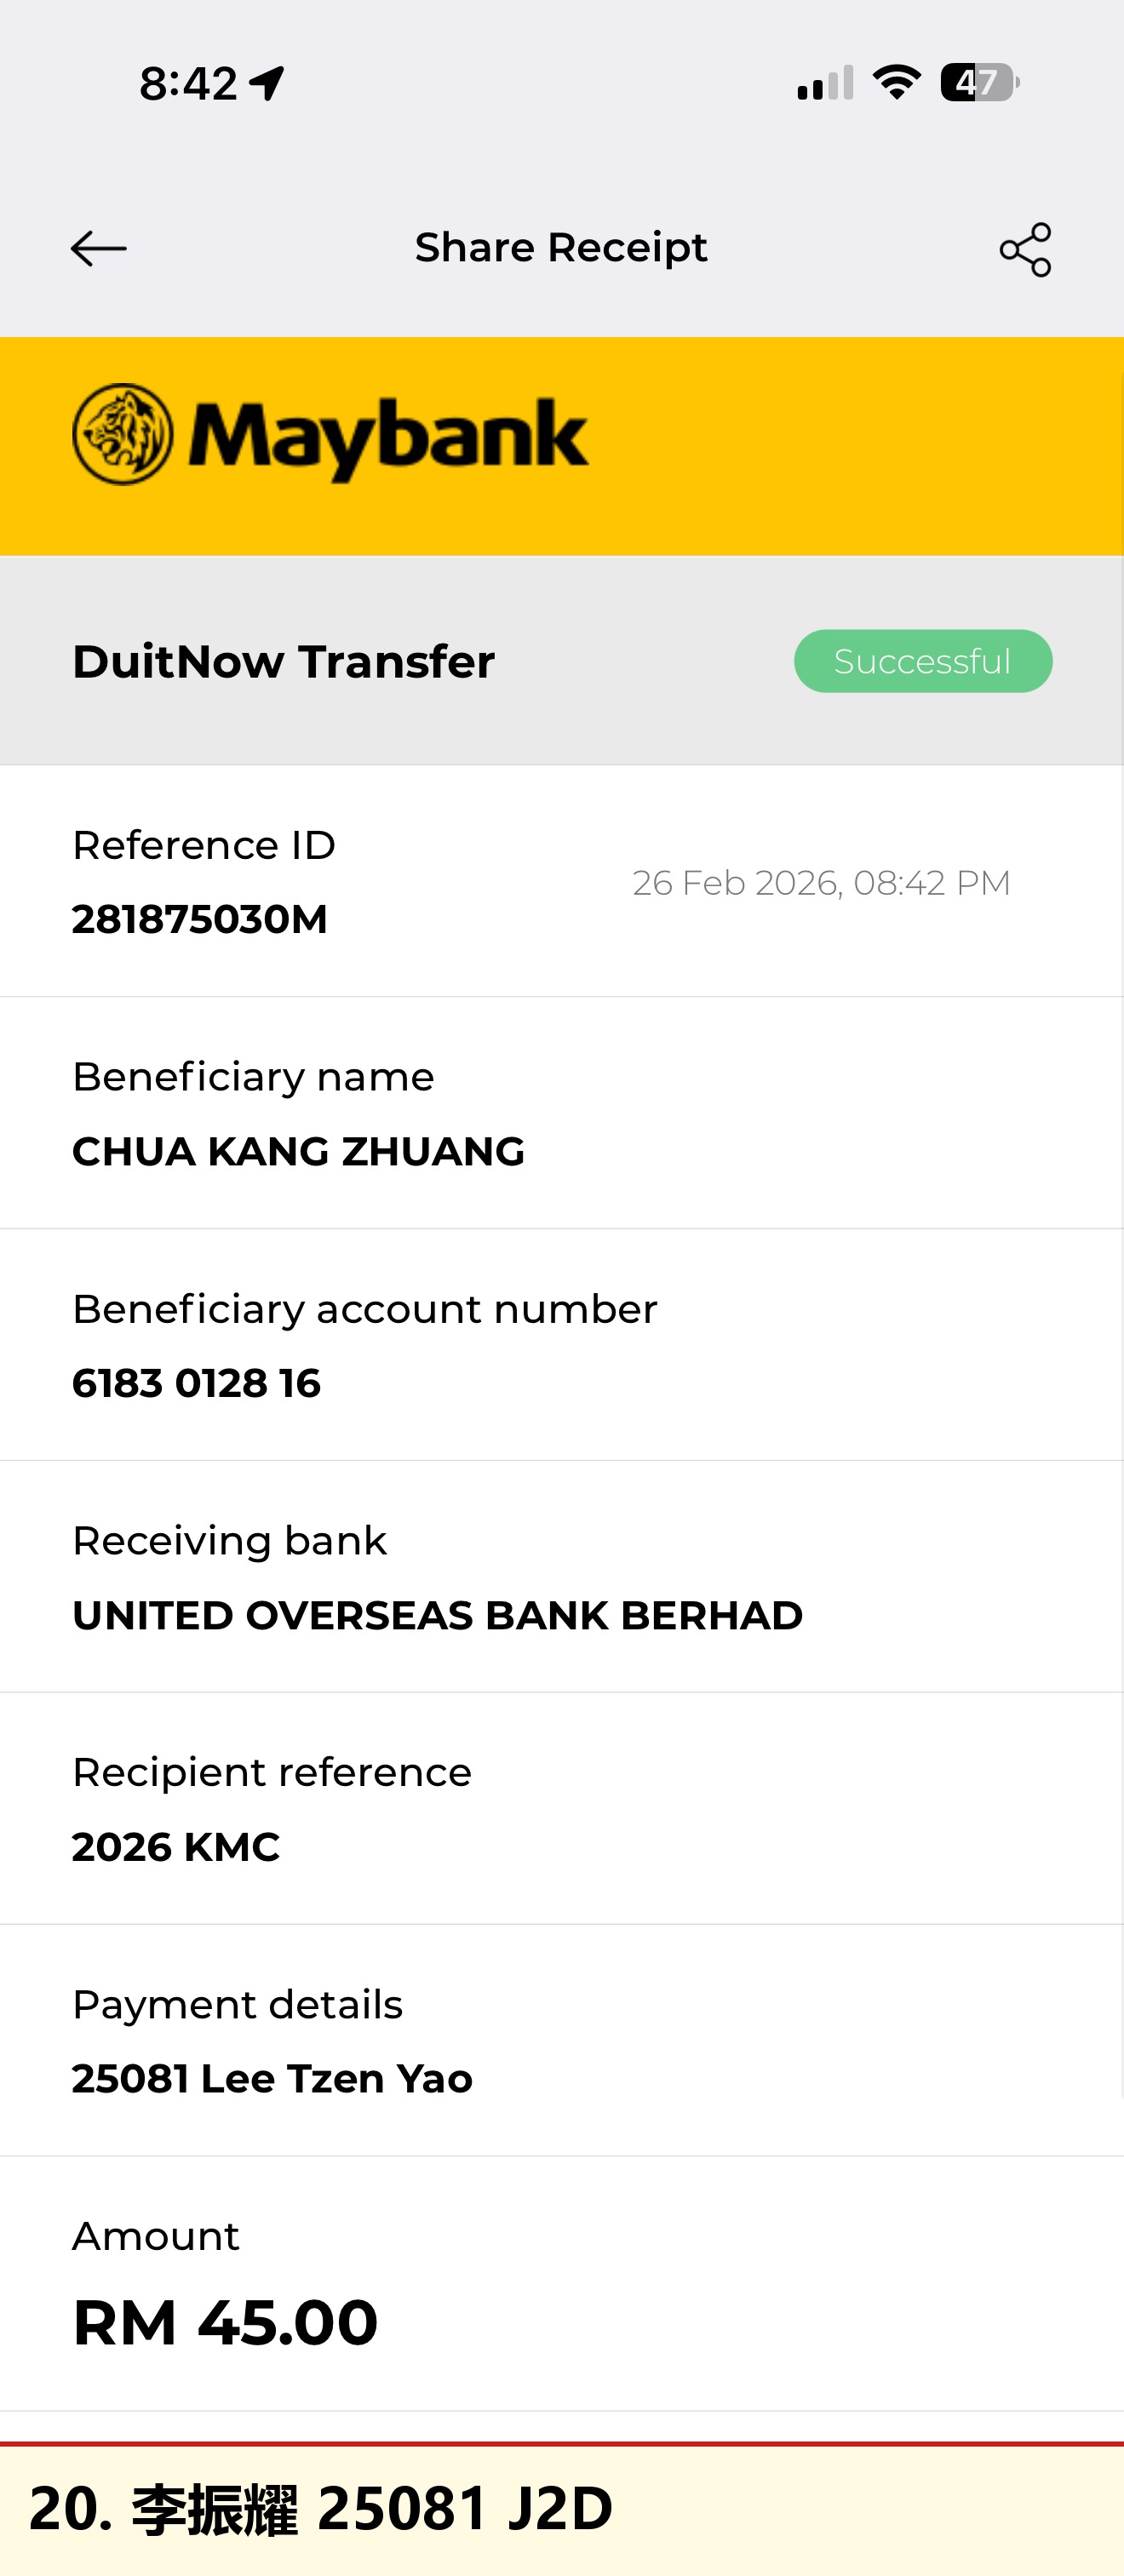 8:42
47
Share Receipt
Maybank
DuitNow Transfer
Successful
Reference ID
26 Feb 2026, 08:42 PM
281875030M
Beneficiary name
CHUA KANG ZHUANG
Beneficiary account number
6183 0128 16
Receiving bank
UNITED OVERSEAS BANK BERHAD
Recipient reference
2026 KMC
Payment details
25081 Lee Tzen Yao
Amount
RM 45.00
20. 李振耀 25081 J2D